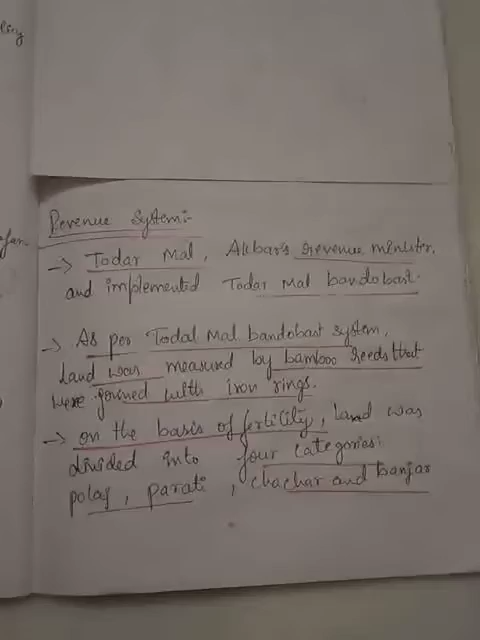 licy
Revenue System:-
-> Todar Mal, Akbar's revenue minister,
and implemented Todar Mal bandobast.
-> As per Todal Mal bandobast system,
Land was measured by bamboo reeds that
were joined with iron rings.
-> on the basis of fertility, land was
divided into four categories:
polaj, parati, chachar and banjar